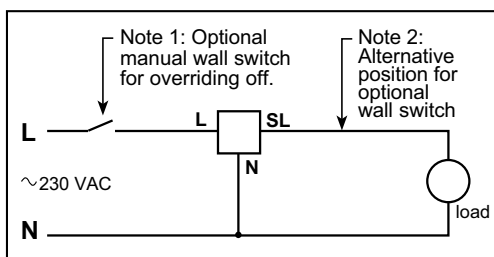 Note 1: Optional
manual wall switch
for overriding off.
Note 2:
Alternative
position for
optional
wall switch
L
L
SL
N
~230 VAC
load
N